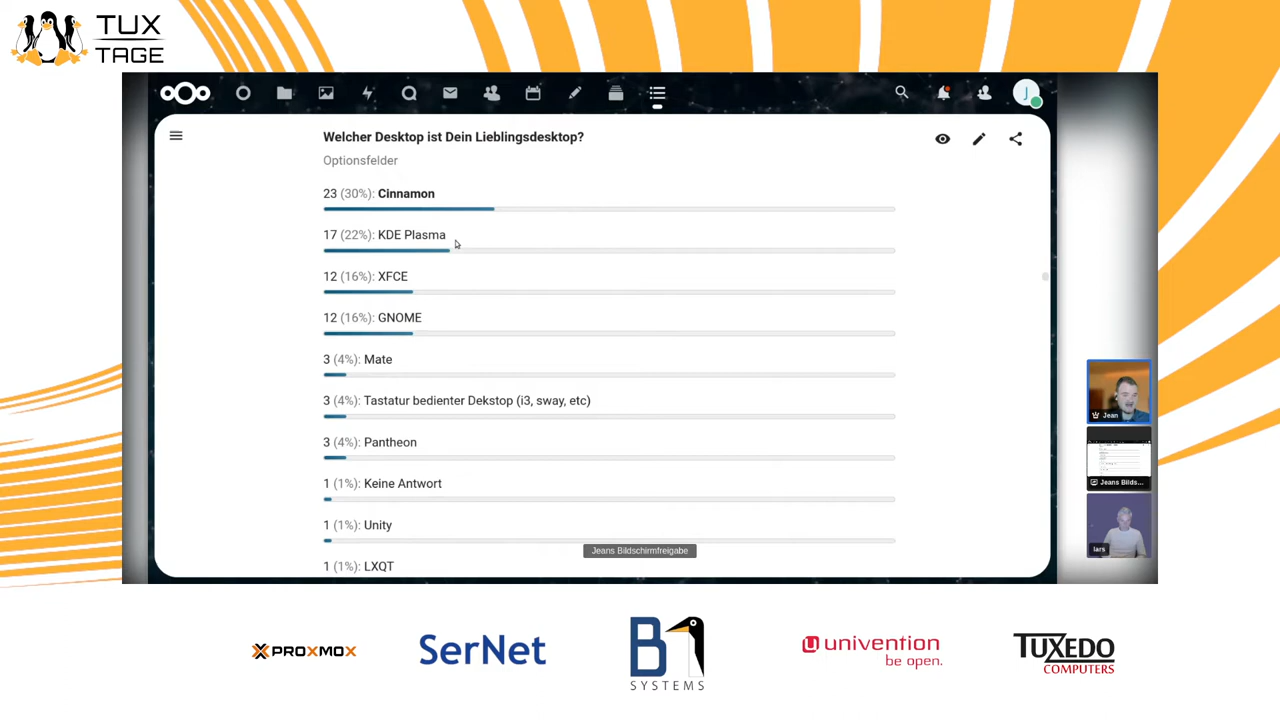 TUX
TAGE
J
Welcher Desktop ist Dein Lieblingsdesktop?
Optionsfelder
23 (30%): Cinnamon
17 (22%): KDE Plasma
12 (16%): XFCE
12 (16%): GNOME
3 (4%): Mate
3 (4%): Tastatur bedienter Dekstop (i3, sway, etc)
3 (4%): Pantheon
1 (1%): Keine Antwort
1 (1%): Unity
1 (1%): LXQT
Jeans Bildschirmfreigabe
Jean
Jeans Bilds...
lars
PROXMOX
SerNet
B1
SYSTEMS
univention
be open.
TUXEDO
COMPUTERS